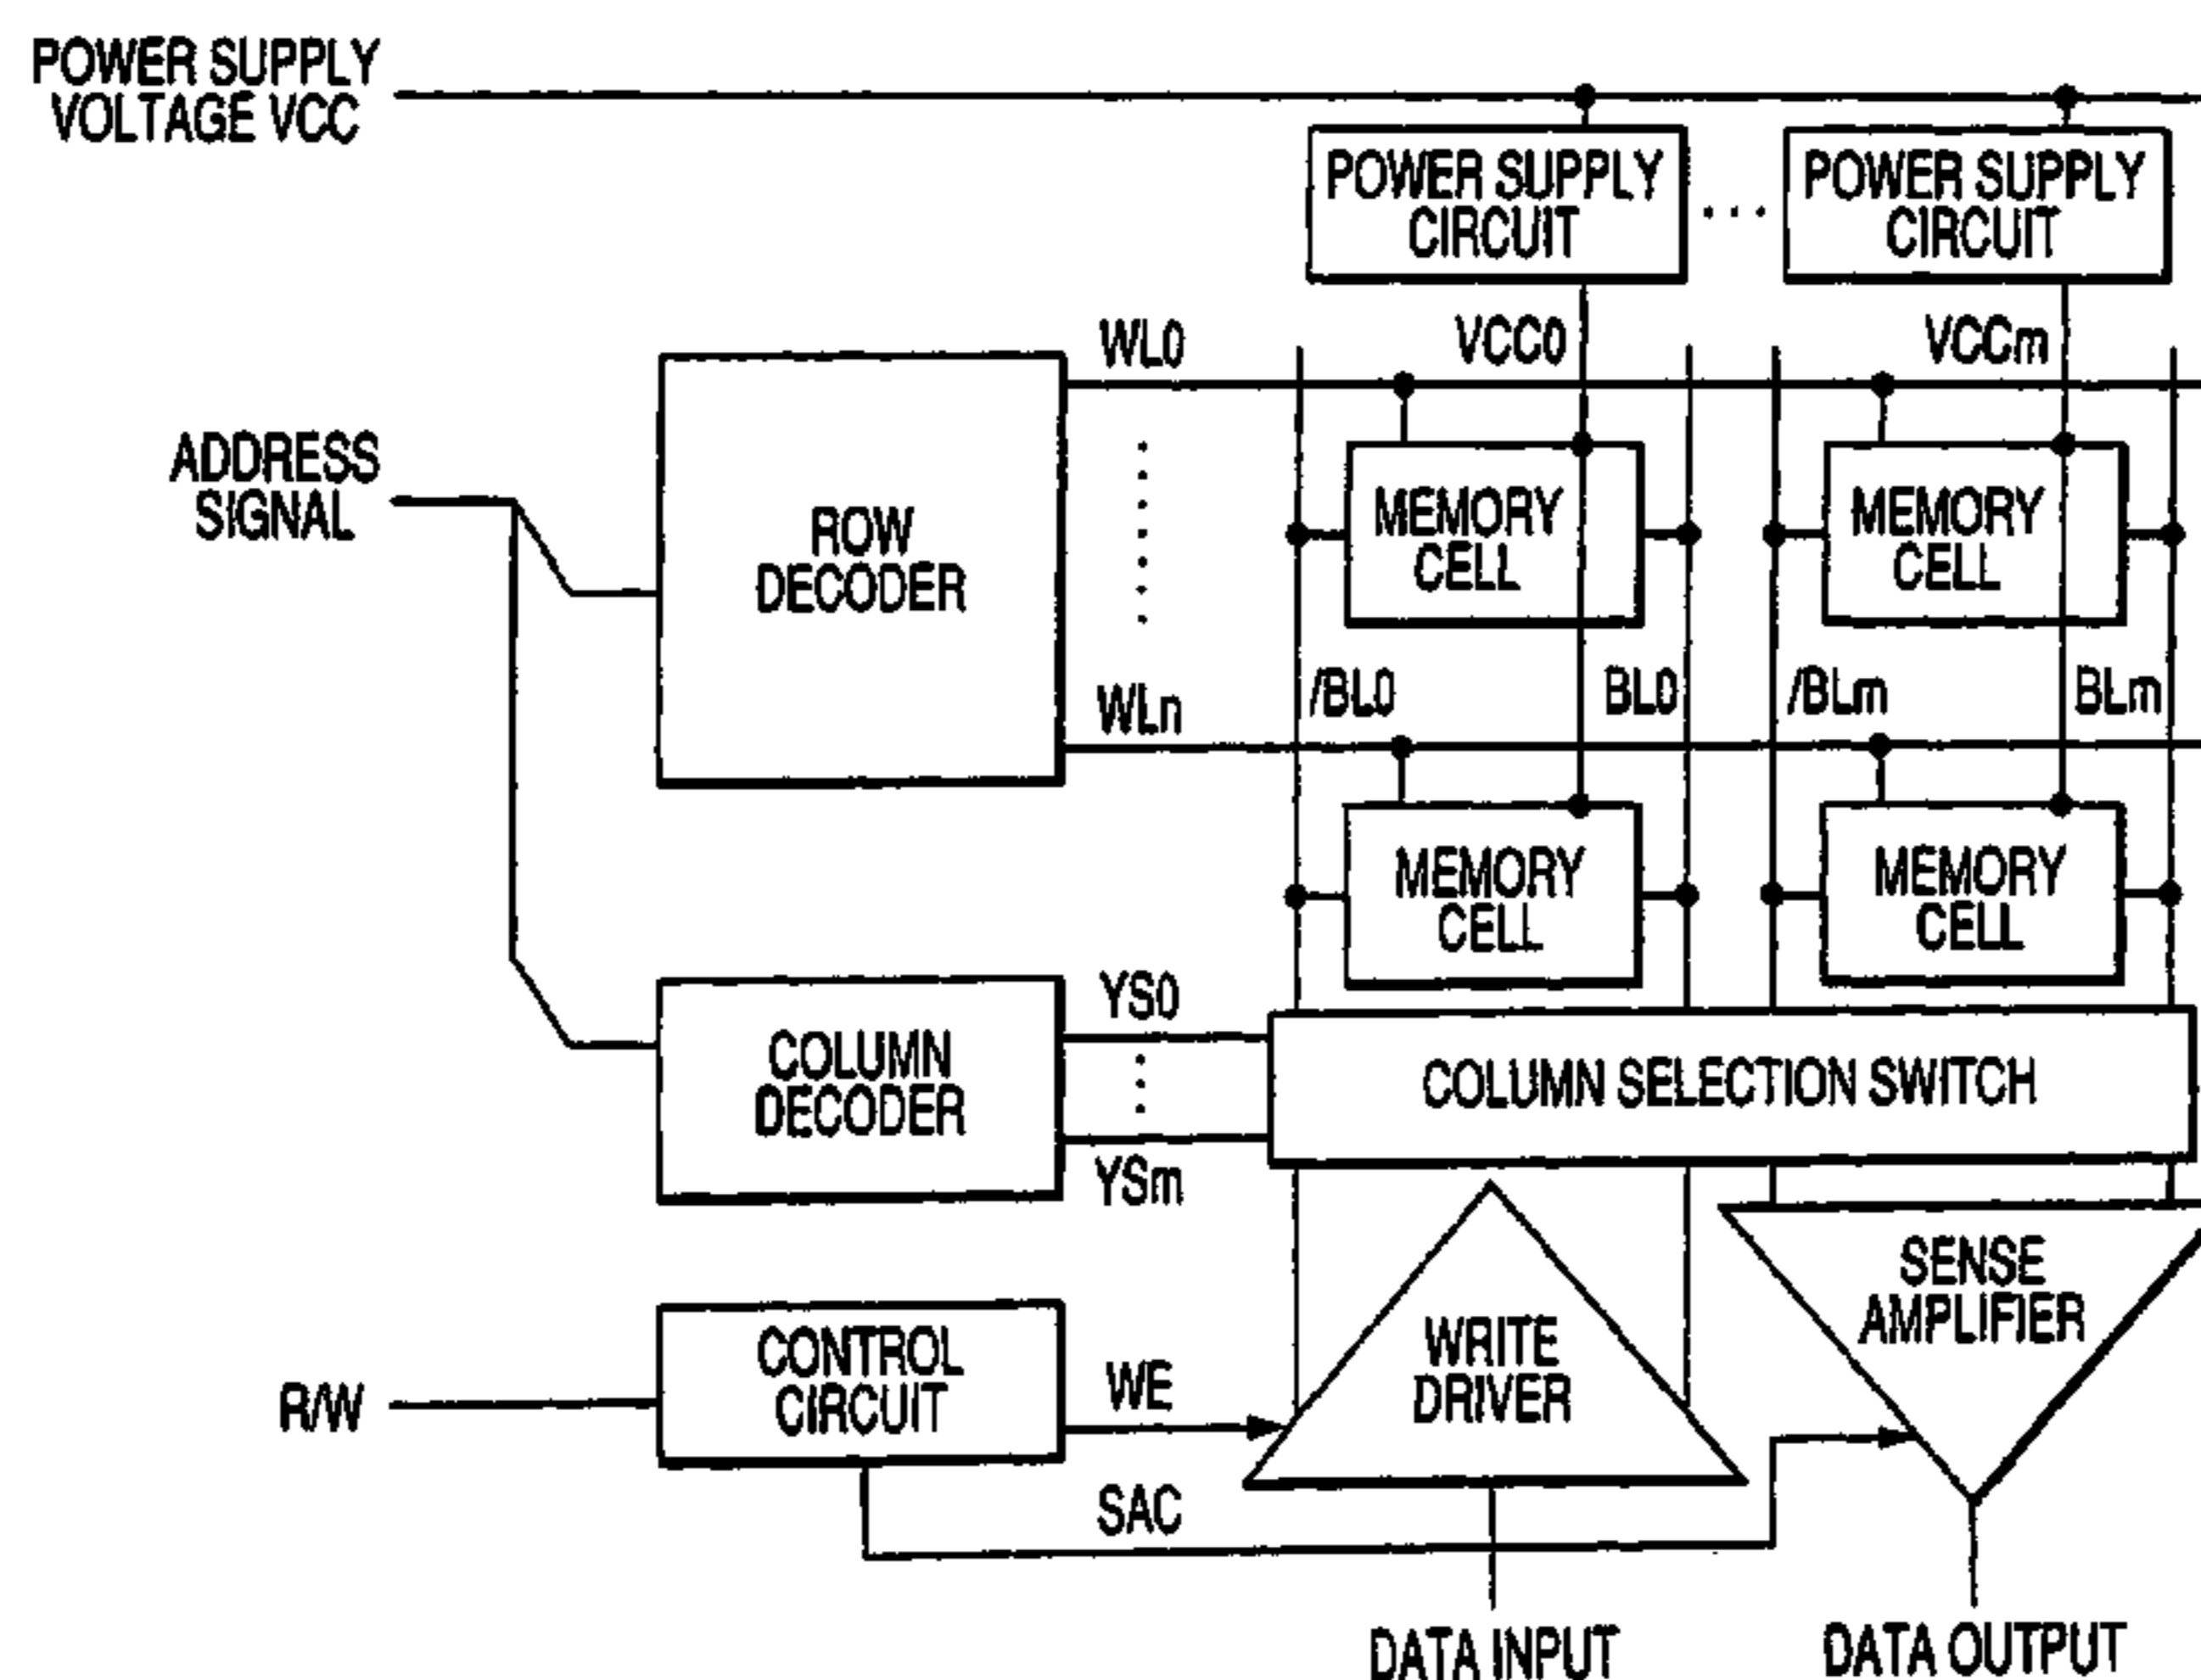 POWER SUPPLY
VOLTAGE VCC
POWER SUPPLY
CIRCUIT
. . .
POWER SUPPLY
CIRCUIT
WL0
VCC0
VCCm
ADDRESS
SIGNAL
ROW
DECODER
MEMORY
CELL
MEMORY
CELL
WLn
/BL0
BL0
/BLm
BLm
MEMORY
CELL
MEMORY
CELL
COLUMN
DECODER
YS0
YSm
COLUMN SELECTION SWITCH
R/W
CONTROL
CIRCUIT
WE
SAC
WRITE
DRIVER
SENSE
AMPLIFIER
DATA INPUT
DATA OUTPUT